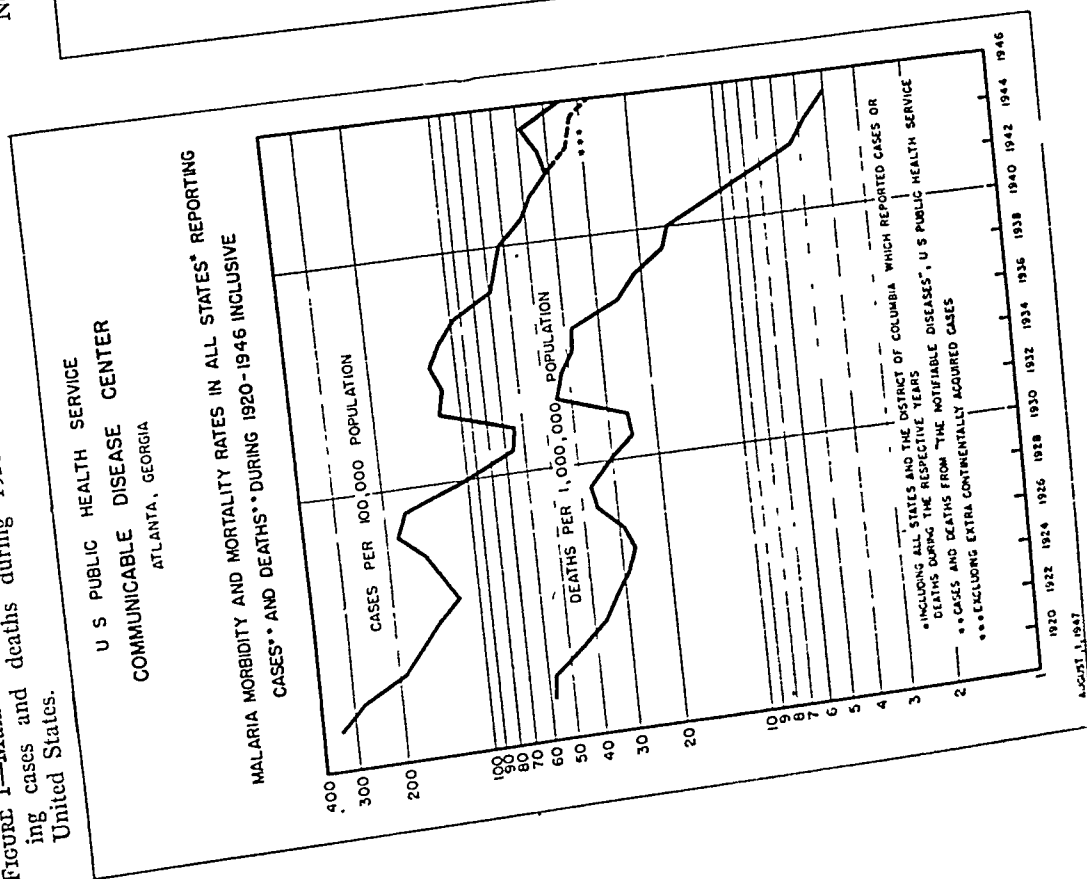 FIGURE 1
ing cases and deaths during
United States.
U S PUBLIC HEALTH SERVICE
COMMUNICABLE DISEASE CENTER
ATLANTA, GEORGIA
MALARIA MORBIDITY AND MORTALITY RATES IN ALL STATES* REPORTING
CASES** AND DEATHS** DURING 1920-1946 INCLUSIVE
400
300
200
100
90
80
70
60
50
40
30
20
10
9
8
7
6
5
4
3
2
1
CASES PER 100,000 POPULATION
DEATHS PER 1,000,000 POPULATION
***
*INCLUDING ALL STATES AND THE DISTRICT OF COLUMBIA WHICH REPORTED CASES OR
DEATHS DURING THE RESPECTIVE YEARS
**CASES AND DEATHS FROM "THE NOTIFIABLE DISEASES", U S PUBLIC HEALTH SERVICE
***EXCLUDING EXTRA CONTINENTALLY ACQUIRED CASES
1920 1922 1924 1926 1928 1930 1932 1934 1936 1938 1940 1942 1944 1946
AUGUST 1, 1947